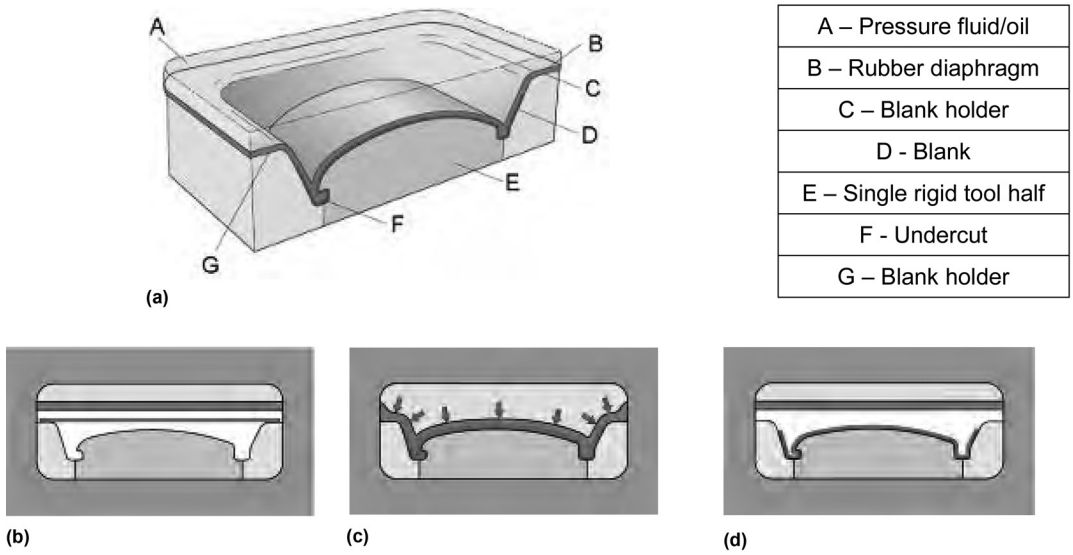 A
B
C
D
E
F
G
(a)
A – Pressure fluid/oil
B – Rubber diaphragm
C – Blank holder
D - Blank
E – Single rigid tool half
F - Undercut
G – Blank holder
(b)
(c)
(d)